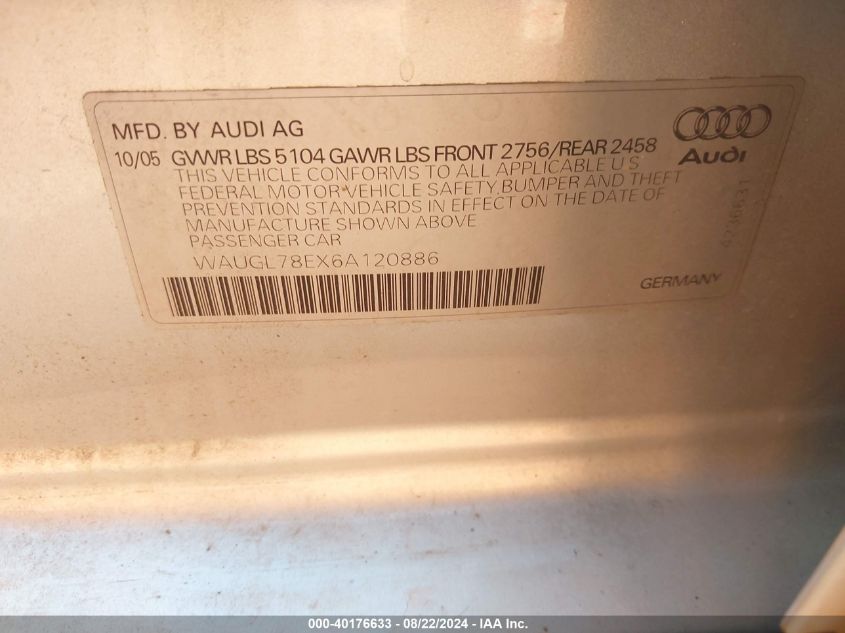 MFD. BY AUDI AG
10/05 GVWR LBS 5104 GAWR LBS FRONT 2756/REAR 2458
THIS VEHICLE CONFORMS TO ALL APPLICABLE U S
FEDERAL MOTOR VEHICLE SAFETY, BUMPER AND THEFT
PREVENTION STANDARDS IN EFFECT ON THE DATE OF
MANUFACTURE SHOWN ABOVE
PASSENGER CAR
WAUGL78EX6A120886
Audi
4236631
GERMANY
000-40176633 - 08/22/2024 - IAA Inc.